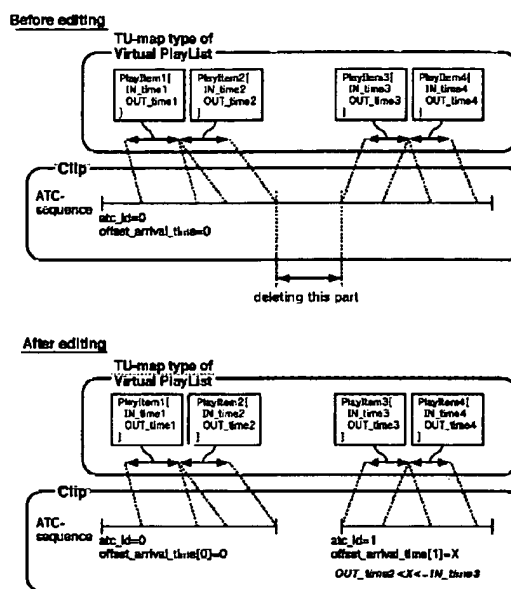 Before editing
TU-map type of
Virtual PlayList
PlayItem1{
IN_time1
OUT_time1
}
PlayItem2{
IN_time2
OUT_time2
}
PlayItem3{
IN_time3
OUT_time3
}
PlayItem4{
IN_time4
OUT_time4
}
Clip
ATC-
sequence
atc_id=0
offset_arrival_time=0
deleting this part
After editing
TU-map type of
Virtual PlayList
PlayItem1{
IN_time1
OUT_time1
}
PlayItem2{
IN_time2
OUT_time2
}
PlayItem3{
IN_time3
OUT_time3
}
PlayItem4{
IN_time4
OUT_time4
}
Clip
ATC-
sequence
atc_id=0
offset_arrival_time[0]=0
atc_id=1
offset_arrival_time[1]=X
OUT_time2<X<=IN_time3